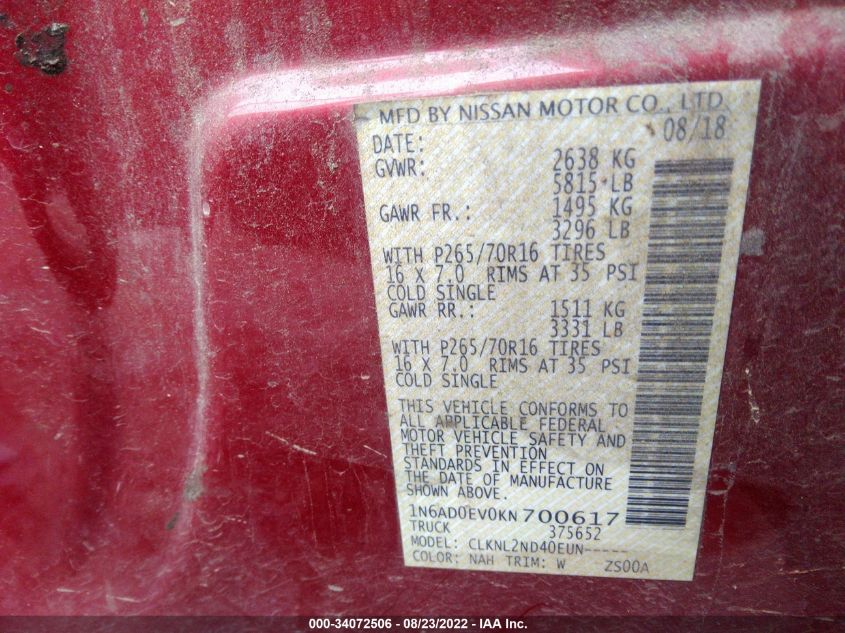 MFD BY NISSAN MOTOR CO., LTD
DATE: 08/18
GVWR: 2638 KG
5815 LB
GAWR FR.: 1495 KG
3296 LB
WITH P265/70R16 TIRES
16 X 7.0 RIMS AT 35 PSI
COLD SINGLE
GAWR RR.: 1511 KG
3331 LB
WITH P265/70R16 TIRES
16 X 7.0 RIMS AT 35 PSI
COLD SINGLE
THIS VEHICLE CONFORMS TO
ALL APPLICABLE FEDERAL
MOTOR VEHICLE SAFETY AND
THEFT PREVENTION
STANDARDS IN EFFECT ON
THE DATE OF MANUFACTURE
SHOWN ABOVE.
1N6AD0EV0KN700617
TRUCK 375652
MODEL: CLKNL2ND40EUN-----
COLOR: NAH TRIM: W ZS00A
000-34072506 - 08/23/2022 - IAA Inc.